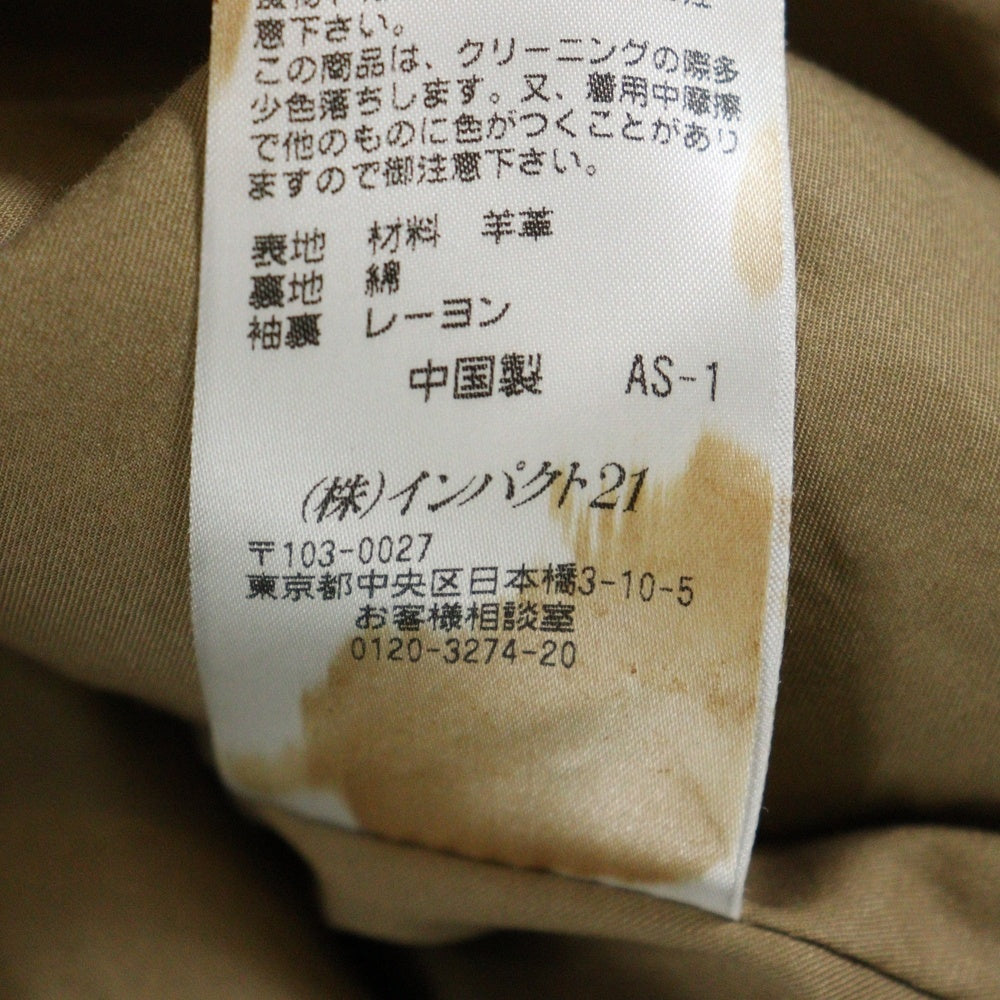 意下さい。
この商品は、クリーニングの際多
少色落ちします。又、着用中摩擦
で他のものに色がつくことがあり
ますので御注意下さい。
表地 材料 羊革
裏地 綿
袖裏 レーヨン
中国製 AS-1
(株)インパクト21
〒103-0027
東京都中央区日本橋3-10-5
お客様相談室
0120-3274-20